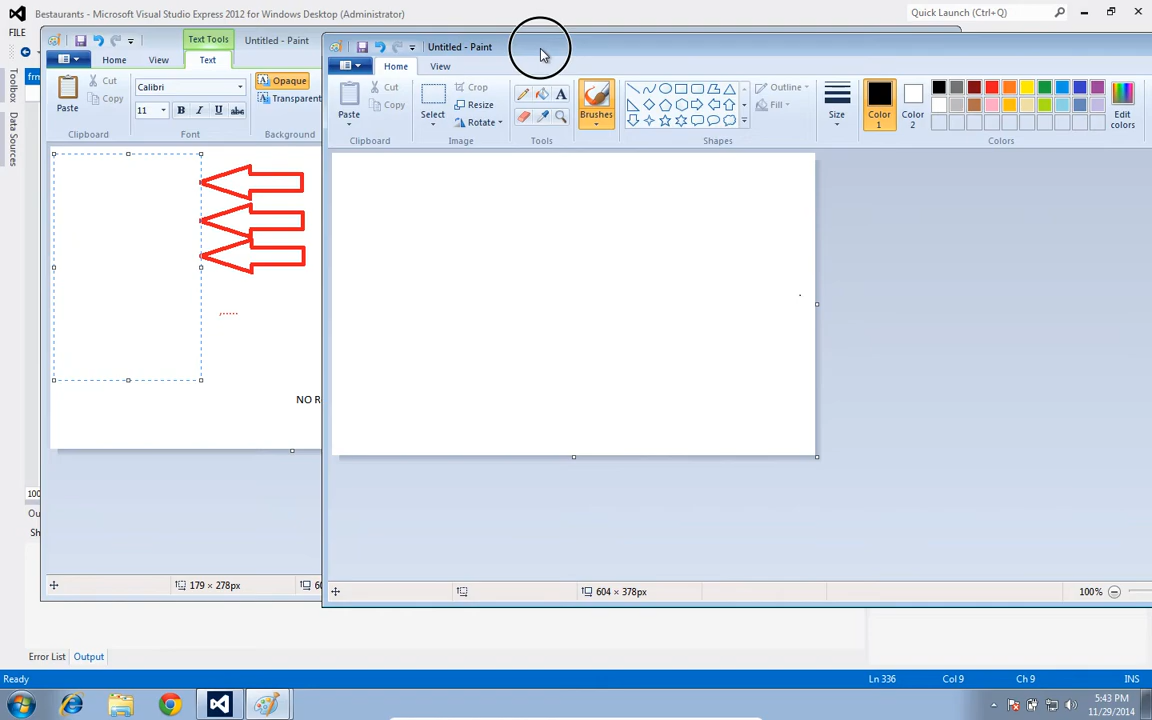 Bestaurants - Microsoft Visual Studio Express 2012 for Windows Desktop (Administrator)
Quick Launch (Ctrl+Q)
FILE
Toolbox
Data Sources
Text Tools
Untitled - Paint
Home
View
Text
Paste
Cut
Copy
Clipboard
Calibri
11
B I U abc
Font
Opaque
Transparent
Background
,.....
NO R
179 × 278px
Untitled - Paint
Home
View
Paste
Cut
Copy
Clipboard
Select
Crop
Resize
Rotate
Image
A
Tools
Brushes
Outline
Fill
Shapes
Size
Color 1
Color 2
Edit colors
Colors
604 × 378px
100%
Error List
Output
Ready
Ln 336
Col 9
Ch 9
INS
5:43 PM
11/29/2014